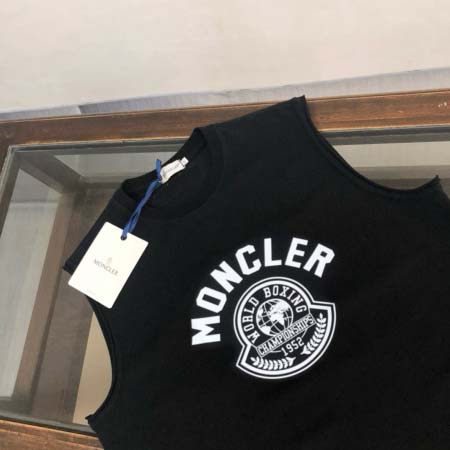 MONCLER
MONCLER
WORLD BOXING
CHAMPIONSHIPS
1952